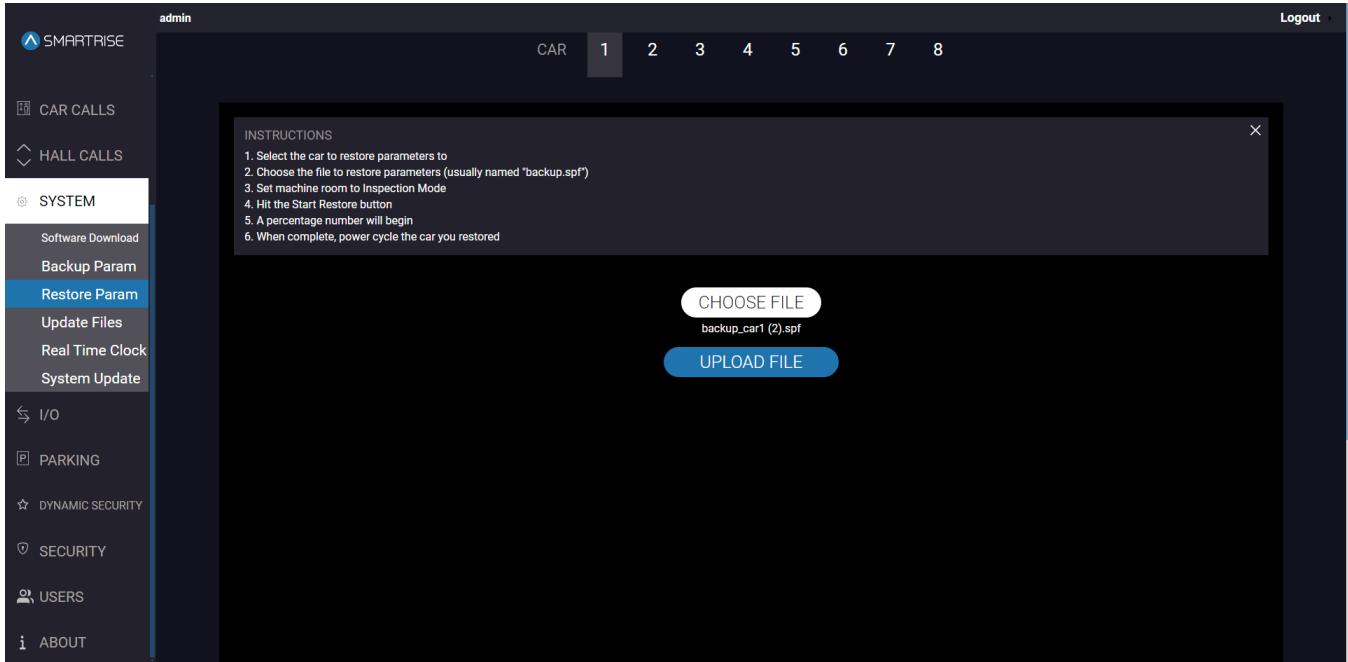 admin
Logout
SMARTRISE
CAR 1 2 3 4 5 6 7 8
CAR CALLS
HALL CALLS
SYSTEM
Software Download
Backup Param
Restore Param
Update Files
Real Time Clock
System Update
I/O
PARKING
DYNAMIC SECURITY
SECURITY
USERS
ABOUT
INSTRUCTIONS
1. Select the car to restore parameters to
2. Choose the file to restore parameters (usually named "backup.spf")
3. Set machine room to Inspection Mode
4. Hit the Start Restore button
5. A percentage number will begin
6. When complete, power cycle the car you restored
CHOOSE FILE
backup_car1 (2).spf
UPLOAD FILE